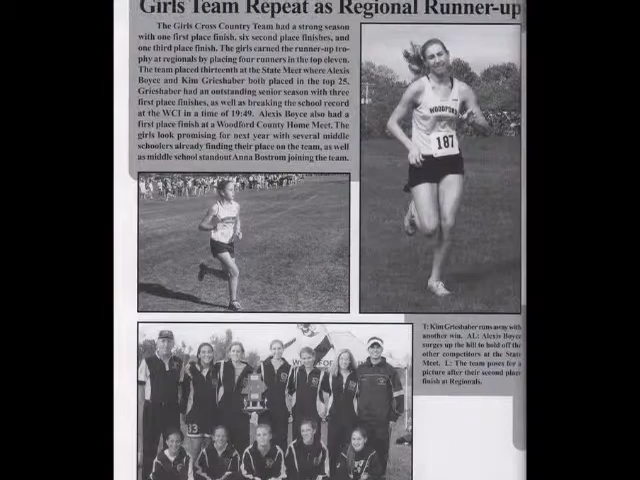 Girls Team Repeat as Regional Runner-up
The Girls Cross Country Team had a strong season
with one first place finish, six second place finishes, and
one third place finish. The girls earned the runner-up tro-
phy at regionals by placing four runners in the top eleven.
The team placed thirteenth at the State Meet where Alexis
Boyce and Kim Grieshaber both placed in the top 25.
Grieshaber had an outstanding senior season with three
first place finishes, as well as breaking the school record
at the WCI in a time of 19:49. Alexis Boyce also had a
first place finish at a Woodford County Home Meet. The
girls look promising for next year with several middle
schoolers already finding their place on the team, as well
as middle school standout Anna Bostrom joining the team.
WOODFORD
187
T: Kim Grieshaber runs away with
another win. AL: Alexis Boyce
surges up the hill to hold off the
other competitors at the State
Meet. L: The team poses for a
picture after their second place
finish at Regionals.